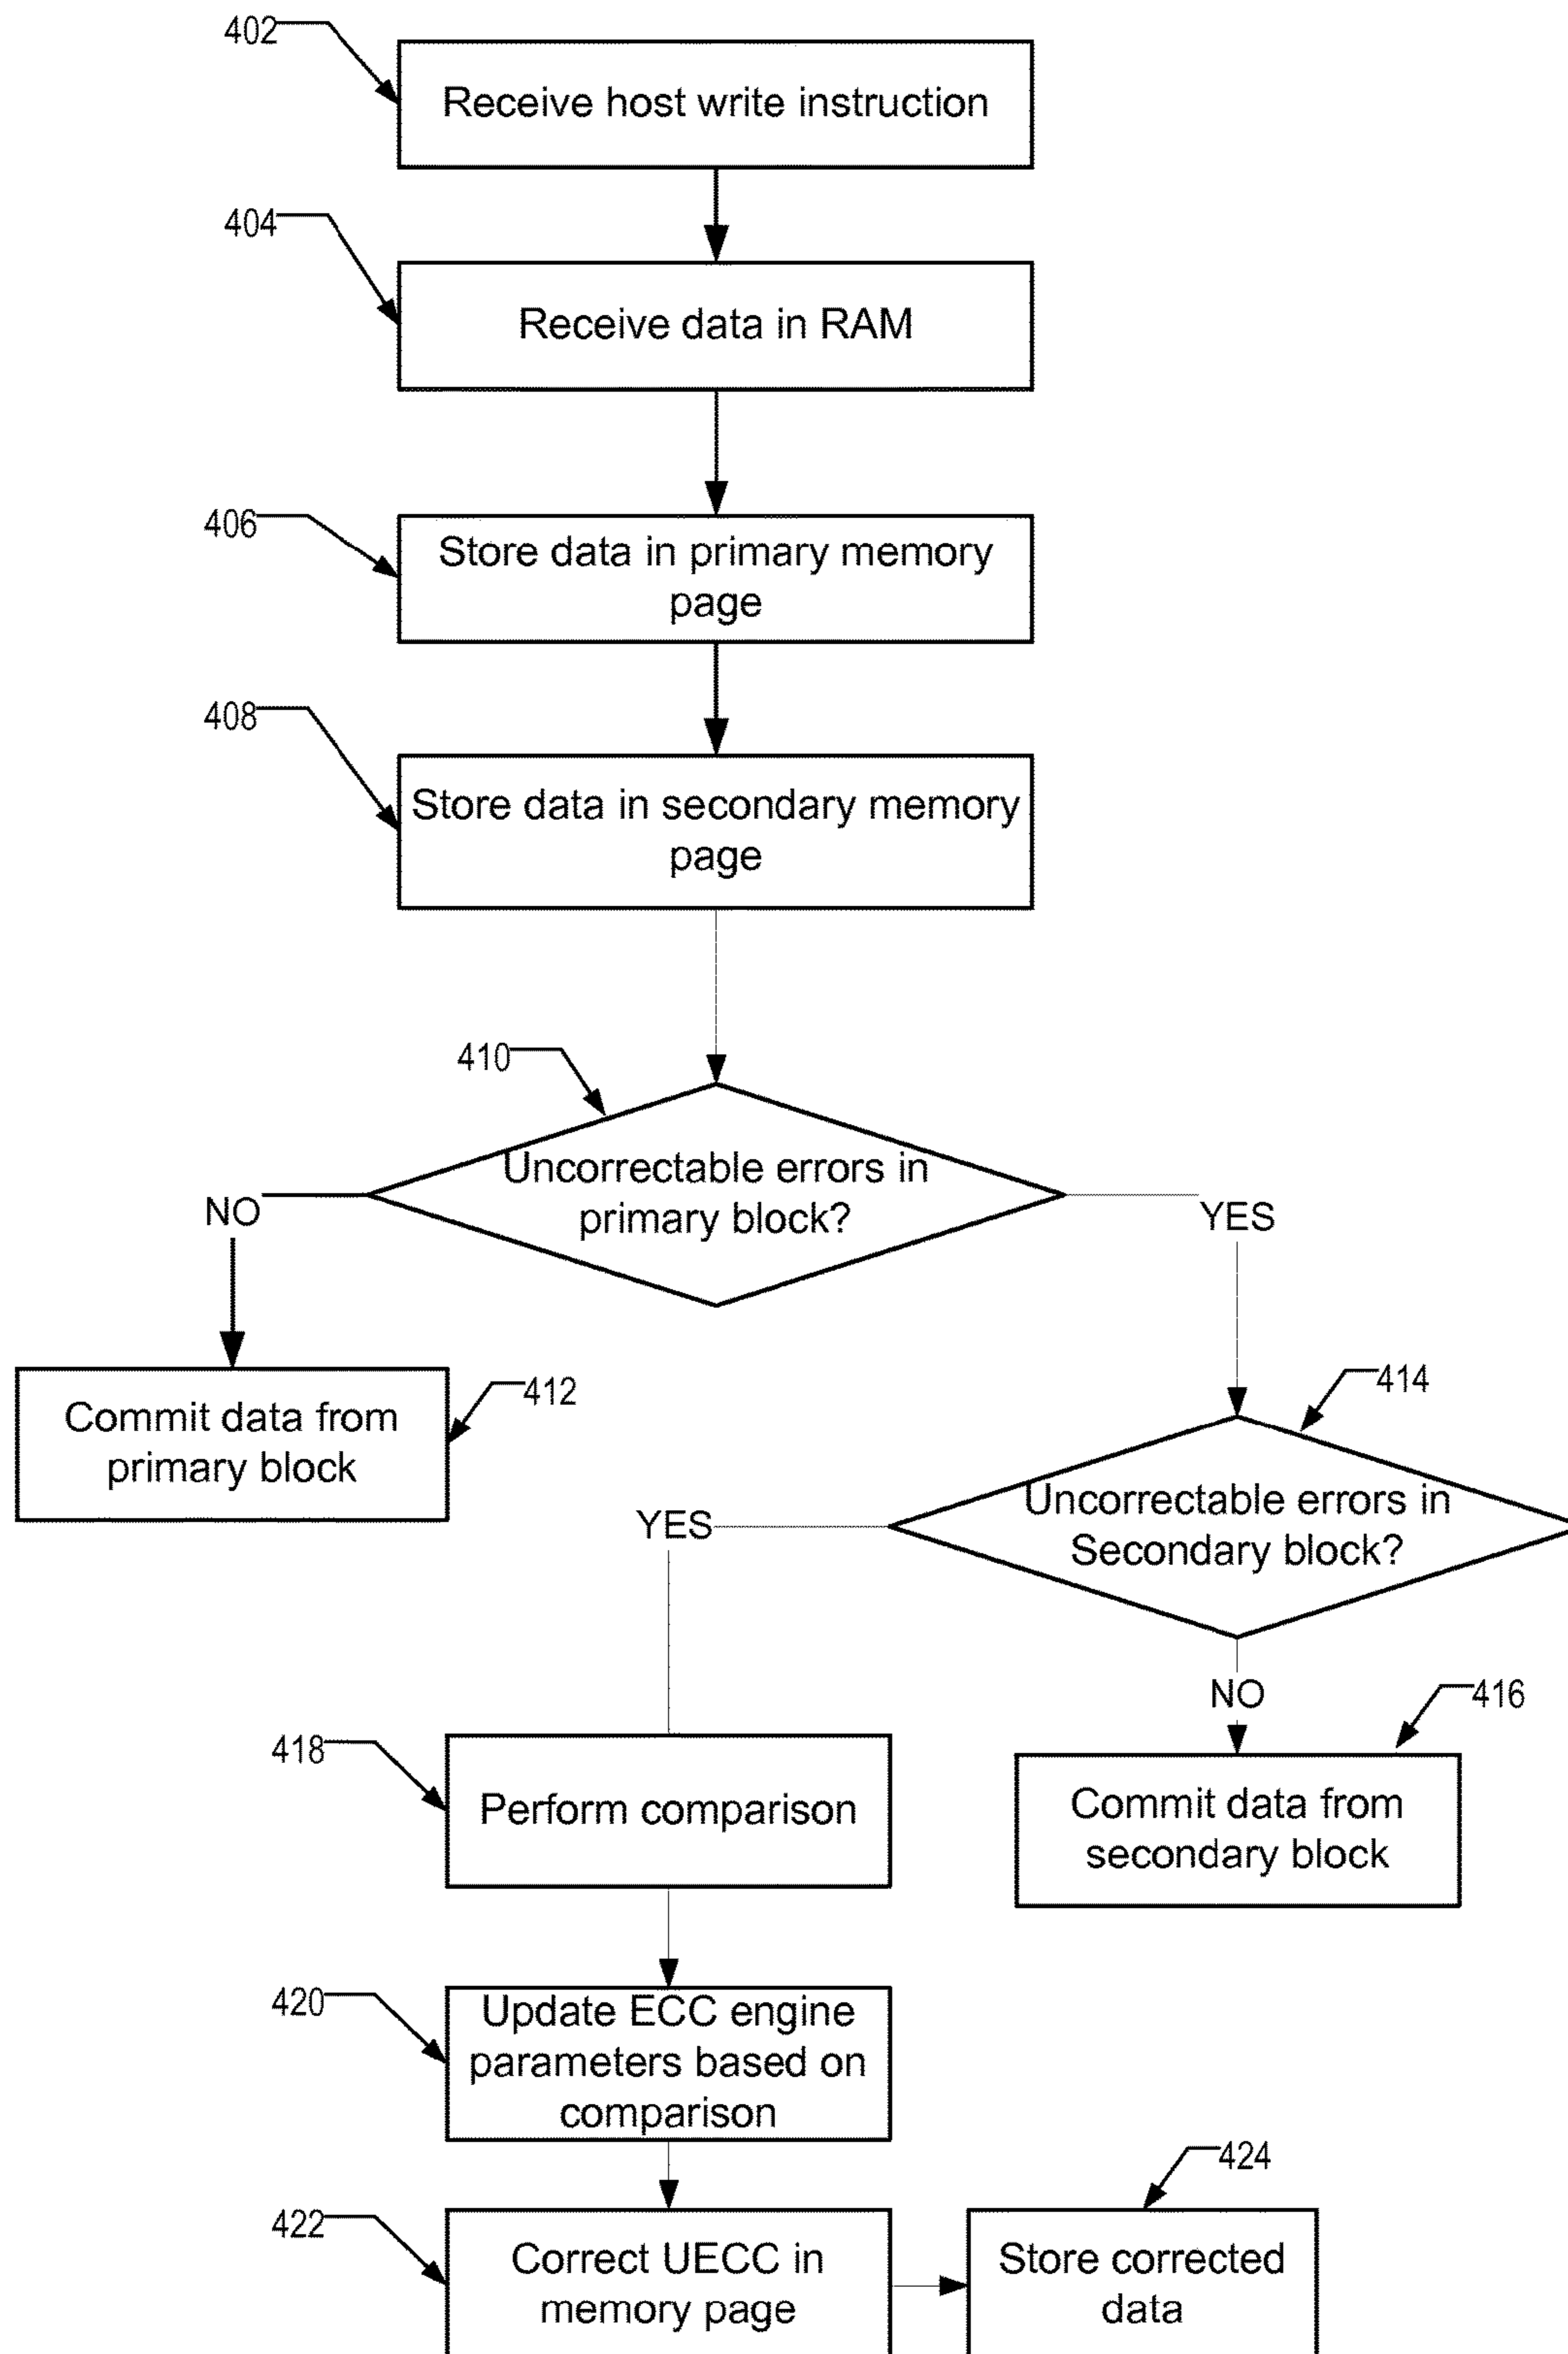 402
Receive host write instruction
404
Receive data in RAM
406
Store data in primary memory
page
408
Store data in secondary memory
page
410
Uncorrectable errors in
primary block?
NO
YES
412
Commit data from
primary block
414
Uncorrectable errors in
Secondary block?
YES
NO
416
Commit data from
secondary block
418
Perform comparison
420
Update ECC engine
parameters based on
comparison
422
Correct UECC in
memory page
424
Store corrected
data